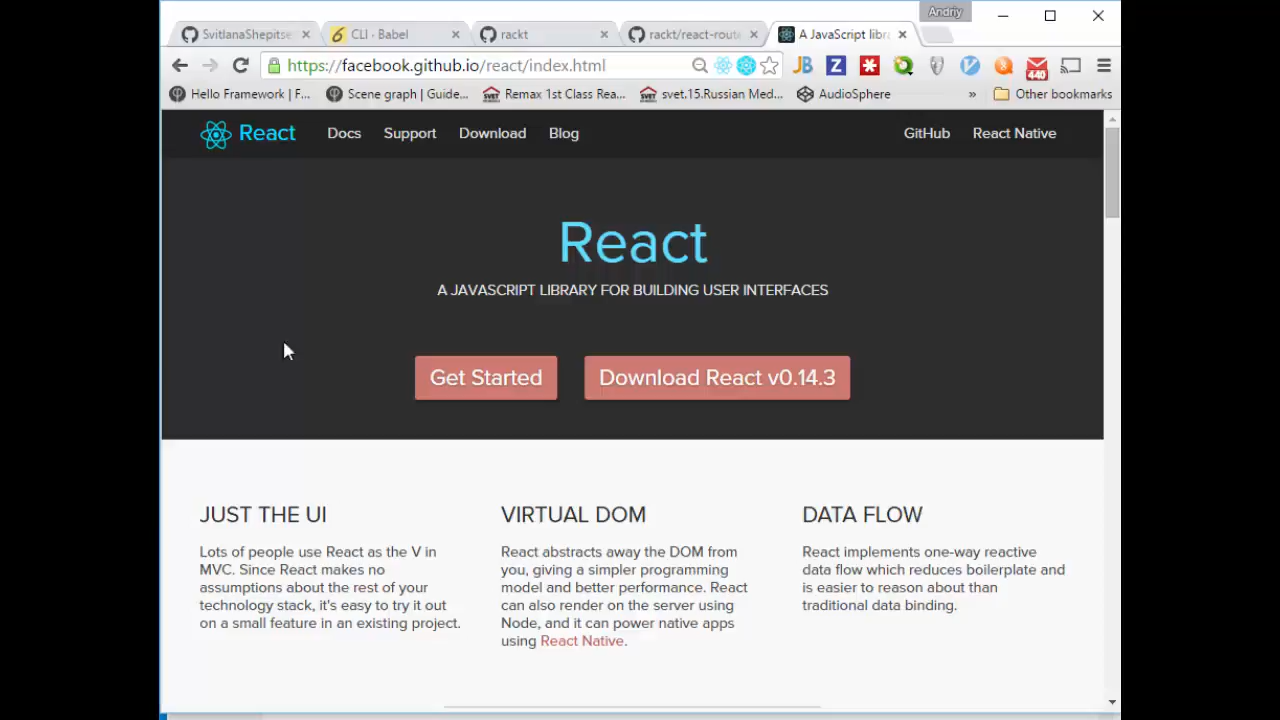 Andriy
SvitlanaShepitse
CLI · Babel
rackt
rackt/react-route
A JavaScript libra
https://facebook.github.io/react/index.html
JB
Z
440
Hello Framework | F...
Scene graph | Guide...
Remax 1st Class Rea...
svet.15.Russian Med...
AudioSphere
»
Other bookmarks
React
Docs
Support
Download
Blog
GitHub
React Native
React
A JAVASCRIPT LIBRARY FOR BUILDING USER INTERFACES
Get Started
Download React v0.14.3
JUST THE UI
Lots of people use React as the V in
MVC. Since React makes no
assumptions about the rest of your
technology stack, it's easy to try it out
on a small feature in an existing project.
VIRTUAL DOM
React abstracts away the DOM from
you, giving a simpler programming
model and better performance. React
can also render on the server using
Node, and it can power native apps
using React Native.
DATA FLOW
React implements one-way reactive
data flow which reduces boilerplate and
is easier to reason about than
traditional data binding.